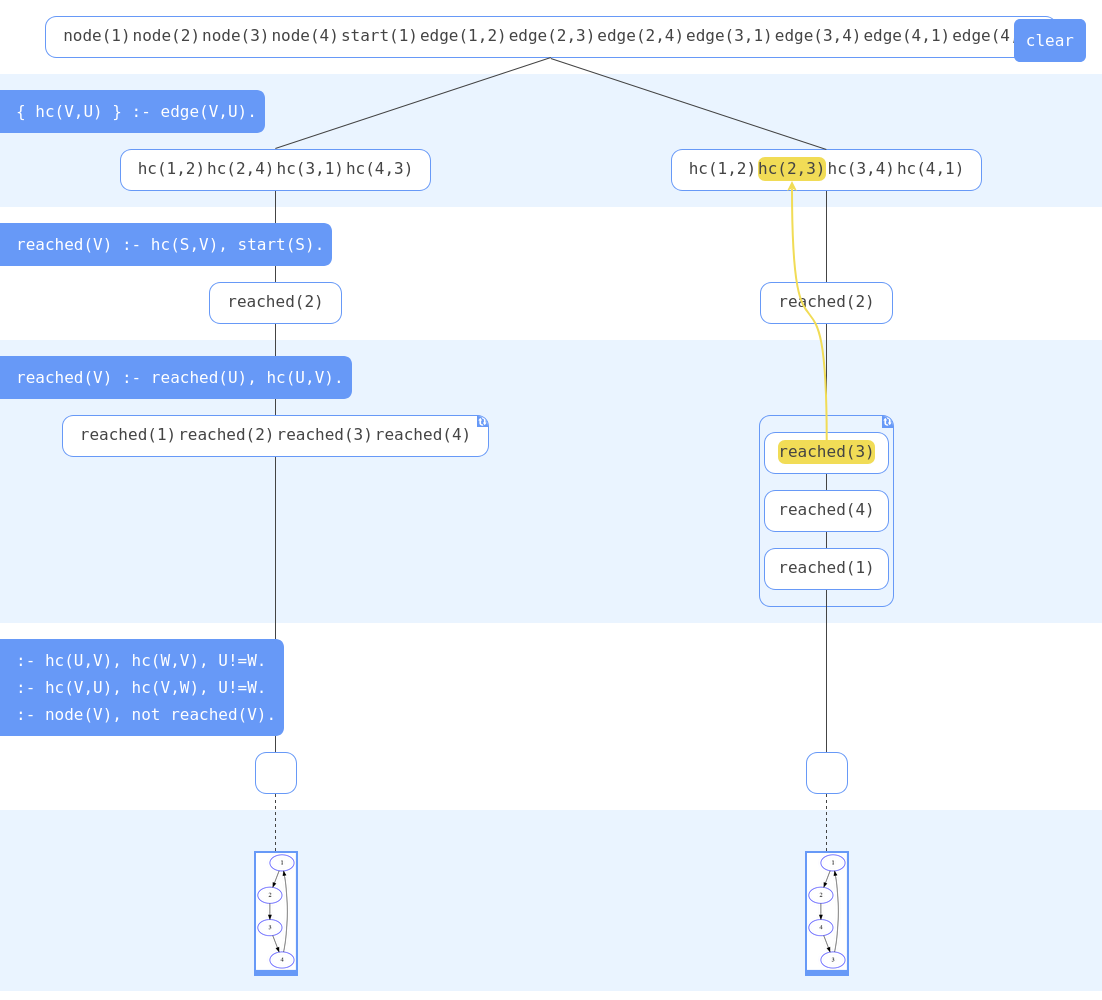 node(1) node(2) node(3) node(4) start(1) edge(1,2) edge(2,3) edge(2,4) edge(3,1) edge(3,4) edge(4,1) edge(4,
clear
{ hc(V,U) } :- edge(V,U).
hc(1,2) hc(2,4) hc(3,1) hc(4,3)
hc(1,2) hc(2,3) hc(3,4) hc(4,1)
reached(V) :- hc(S,V), start(S).
reached(2)
reached(2)
reached(V) :- reached(U), hc(U,V).
reached(1) reached(2) reached(3) reached(4)
reached(3)
reached(4)
reached(1)
:- hc(U,V), hc(W,V), U!=W.
:- hc(V,U), hc(V,W), U!=W.
:- node(V), not reached(V).
1
2
3
4
1
2
4
3